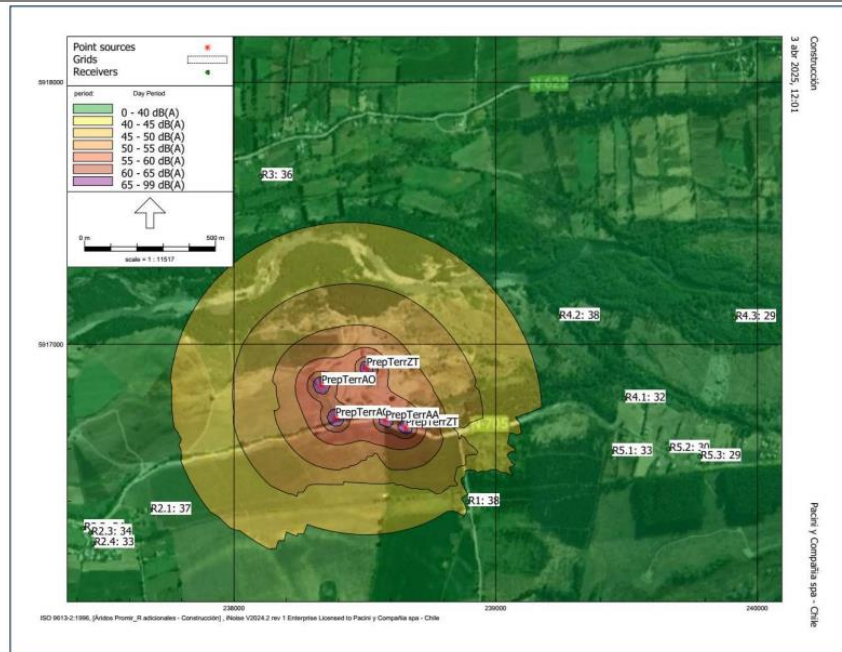 Point sources
Grids
Receivers
period:
Day Period
0 - 40 dB(A)
40 - 45 dB(A)
45 - 50 dB(A)
50 - 55 dB(A)
55 - 60 dB(A)
60 - 65 dB(A)
65 - 99 dB(A)
0 m
500 m
scale = 1 : 11517
5918000
5917000
238000
239000
240000
R3: 36
R4.2: 38
R4.3: 29
PrepTerrZT
PrepTerrAO
PrepTerrAO
PrepTerrAA
PrepTerrZT
R4.1: 32
R5.1: 33
R5.2: 30
R5.3: 29
R2.1: 37
R1: 38
R2.3: 34
R2.4: 33
Construcción
3 abr 2025, 12:01
Pacini y Compañia spa - Chile
ISO 9613-2:1996, [Áridos Promir_R adicionales - Construcción] , iNoise V2024.2 rev 1 Enterprise Licensed to Pacini y Compañia spa - Chile